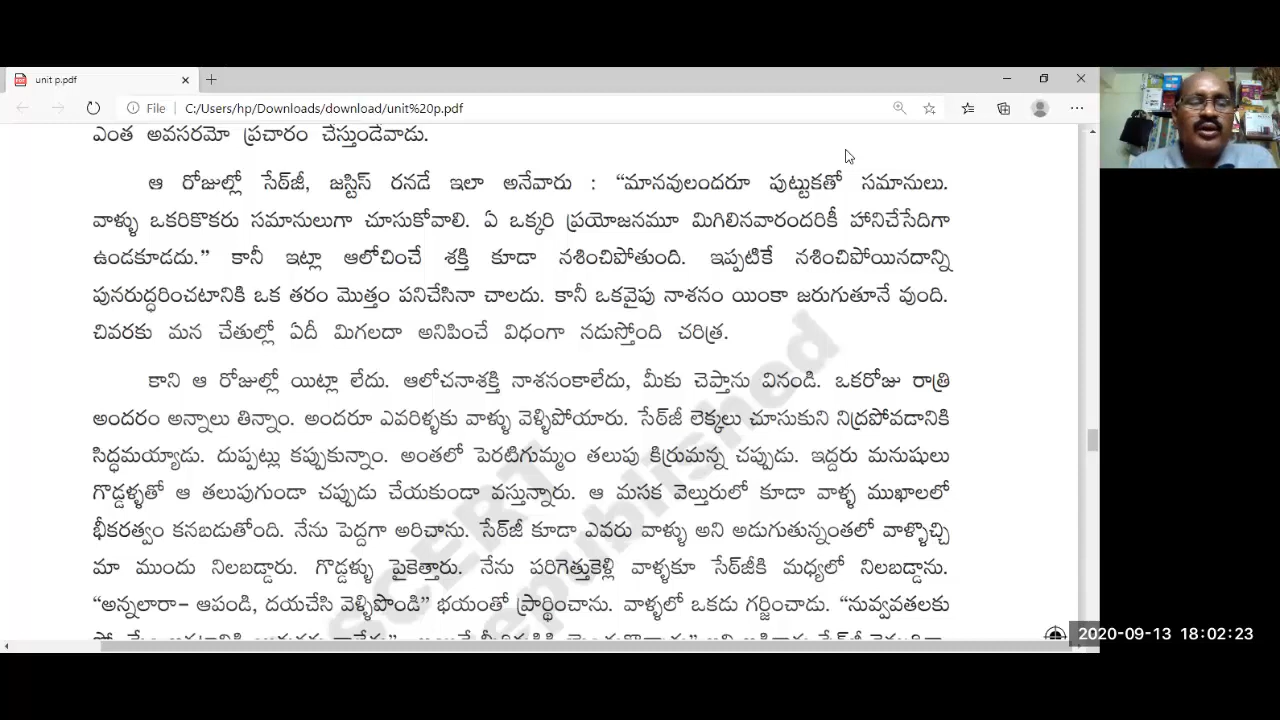 unit p.pdf
File C:/Users/hp/Downloads/download/unit%20p.pdf
ఎంత అవసరమో ప్రచారం చేస్తుండేవాడు.
ఆ రోజుల్లో సేఠ్‌జీ, జస్టిస్ రనడే ఇలా అనేవారు : “మానవులందరూ పుట్టుకతో సమానులు.
వాళ్ళు ఒకరికొకరు సమానులుగా చూసుకోవాలి. ఏ ఒక్కరి ప్రయోజనమూ మిగిలినవారందరికీ హానిచేసేదిగా
ఉండకూడదు.” కానీ ఇట్లా ఆలోచించే శక్తి కూడా నశించిపోతుంది. ఇప్పటికే నశించిపోయినదాన్ని
పునరుద్ధరించటానికి ఒక తరం మొత్తం పనిచేసినా చాలదు. కానీ ఒకవైపు నాశనం యింకా జరుగుతూనే వుంది.
చివరకు మన చేతుల్లో ఏదీ మిగలదా అనిపించే విధంగా నడుస్తోంది చరిత్ర.
కాని ఆ రోజుల్లో యిట్లా లేదు. ఆలోచనాశక్తి నాశనంకాలేదు, మీకు చెప్తాను వినండి. ఒకరోజు రాత్రి
అందరం అన్నాలు తిన్నాం. అందరూ ఎవరిళ్ళకు వాళ్ళు వెళ్ళిపోయారు. సేఠ్‌జీ లెక్కలు చూసుకుని నిద్రపోవడానికి
సిద్ధమయ్యాడు. దుప్పట్లు కప్పుకున్నాం. అంతలో పెరటిగుమ్మం తలుపు కిర్రుమన్న చప్పుడు. ఇద్దరు మనుషులు
గొడ్డళ్ళతో ఆ తలుపుగుండా చప్పుడు చేయకుండా వస్తున్నారు. ఆ మసక వెల్తురులో కూడా వాళ్ళ ముఖాలలో
భీకరత్వం కనబడుతోంది. నేను పెద్దగా అరిచాను. సేఠ్‌జీ కూడా ఎవరు వాళ్ళు అని అడుగుతున్నంతలో వాళ్ళొచ్చి
మా ముందు నిలబడ్డారు. గొడ్డళ్ళు పైకెత్తారు. నేను పరిగెత్తుకెళ్లి వాళ్ళకూ సేఠ్‌జీకి మధ్యలో నిలబడ్డాను.
“అన్నలారా– ఆపండి, దయచేసి వెళ్ళిపొండి” భయంతో ప్రార్థించాను. వాళ్ళలో ఒకడు గర్జించాడు. “నువ్వవతలకు
SCERT
republished
2020-09-13 18:02:23